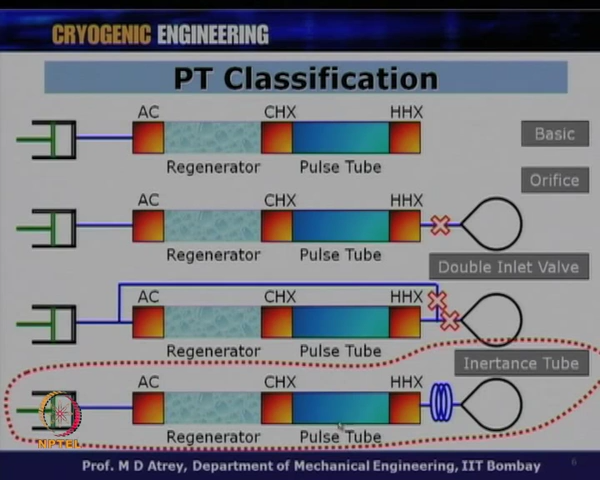 CRYOGENIC ENGINEERING
PT Classification
AC CHX HHX
Basic
Regenerator Pulse Tube
Orifice
AC CHX HHX
Regenerator Pulse Tube
Double Inlet Valve
AC CHX HHX
Regenerator Pulse Tube
Inertance Tube
AC CHX HHX
NPTEL
Regenerator Pulse Tube
Prof. M D Atrey, Department of Mechanical Engineering, IIT Bombay
6